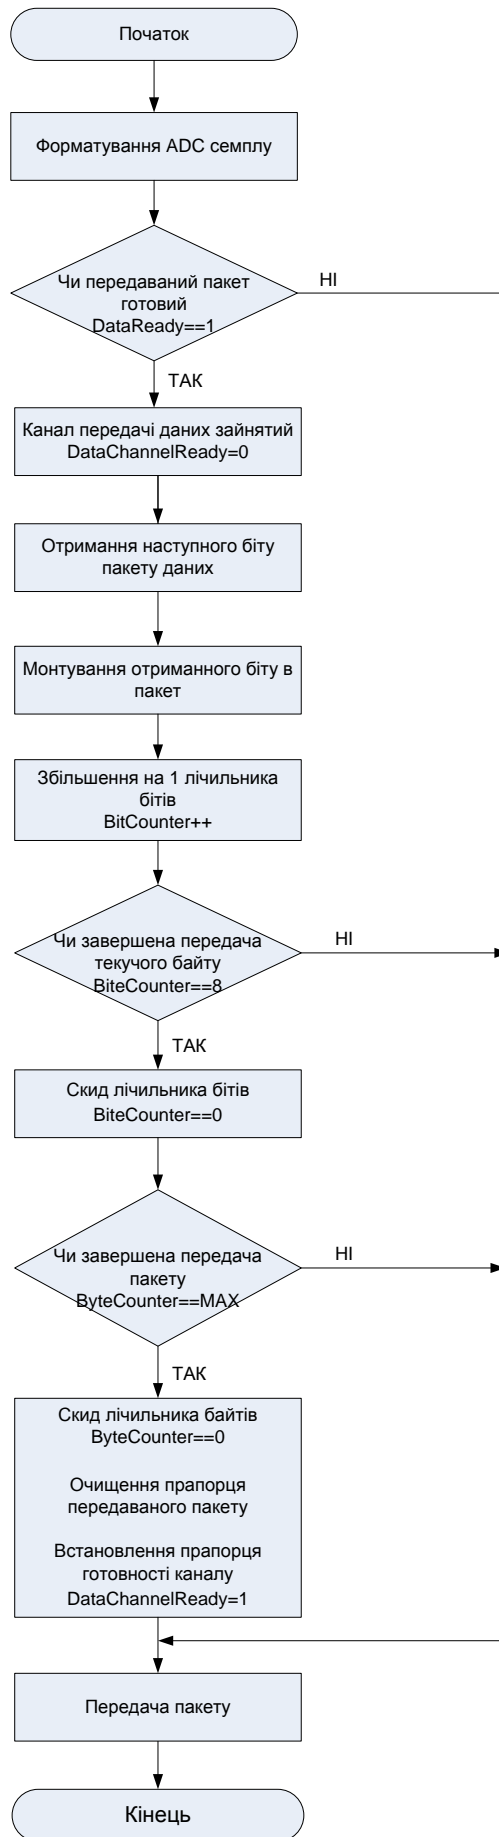 Початок
Форматування ADC семплу
Чи передаваний пакет
готовий
DataReady==1
НІ
ТАК
Канал передачі даних зайнятий
DataChannelReady=0
Отримання наступного біту
пакету даних
Монтування отриманного біту в
пакет
Збільшення на 1 лічильника
бітів
BitCounter++
Чи завершена передача
текучого байту
BiteCounter==8
НІ
ТАК
Скид лічильника бітів
BiteCounter==0
Чи завершена передача
пакету
ByteCounter==MAX
НІ
ТАК
Скид лічильника байтів
ByteCounter==0
Очищення прапорця
передаваного пакету
Встановлення прапорця
готовності каналу
DataChannelReady=1
Передача пакету
Кінець